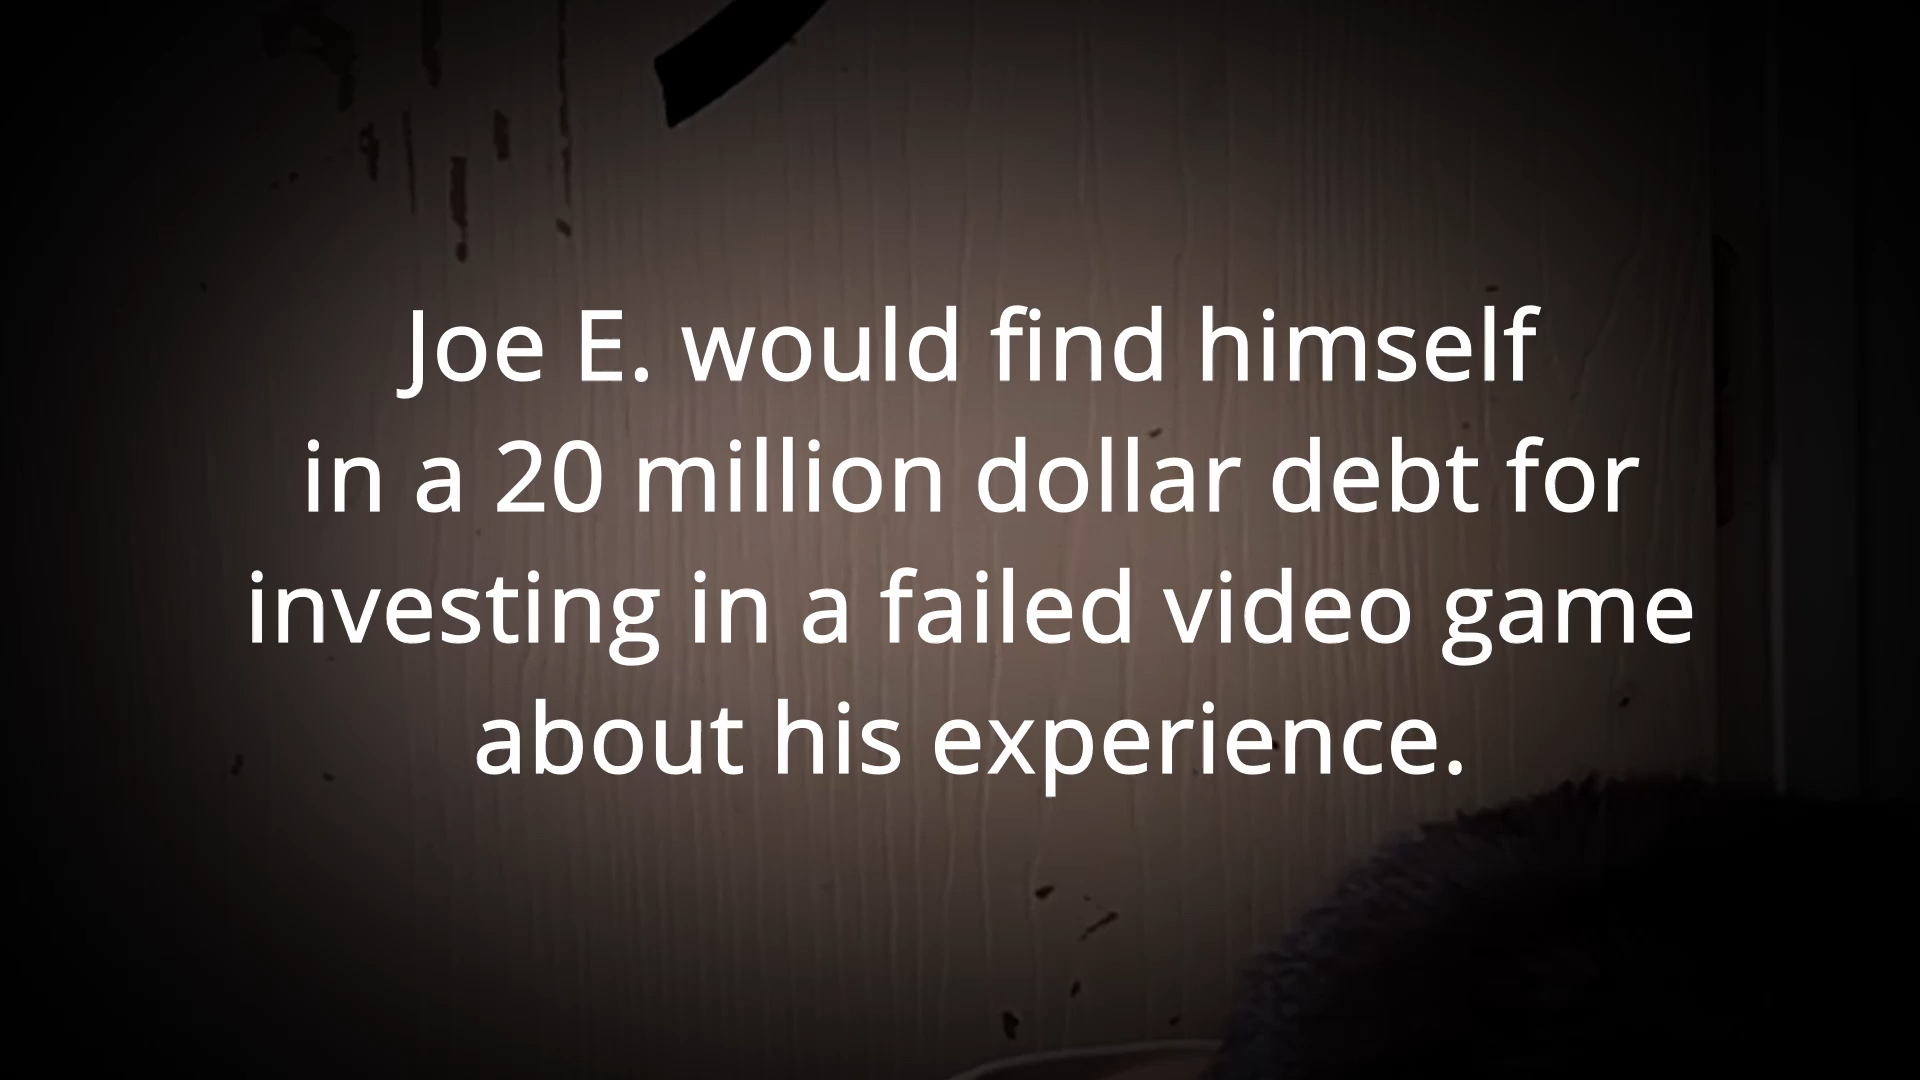 Joe E. would find himself
in a 20 million dollar debt for
investing in a failed video game
about his experience.